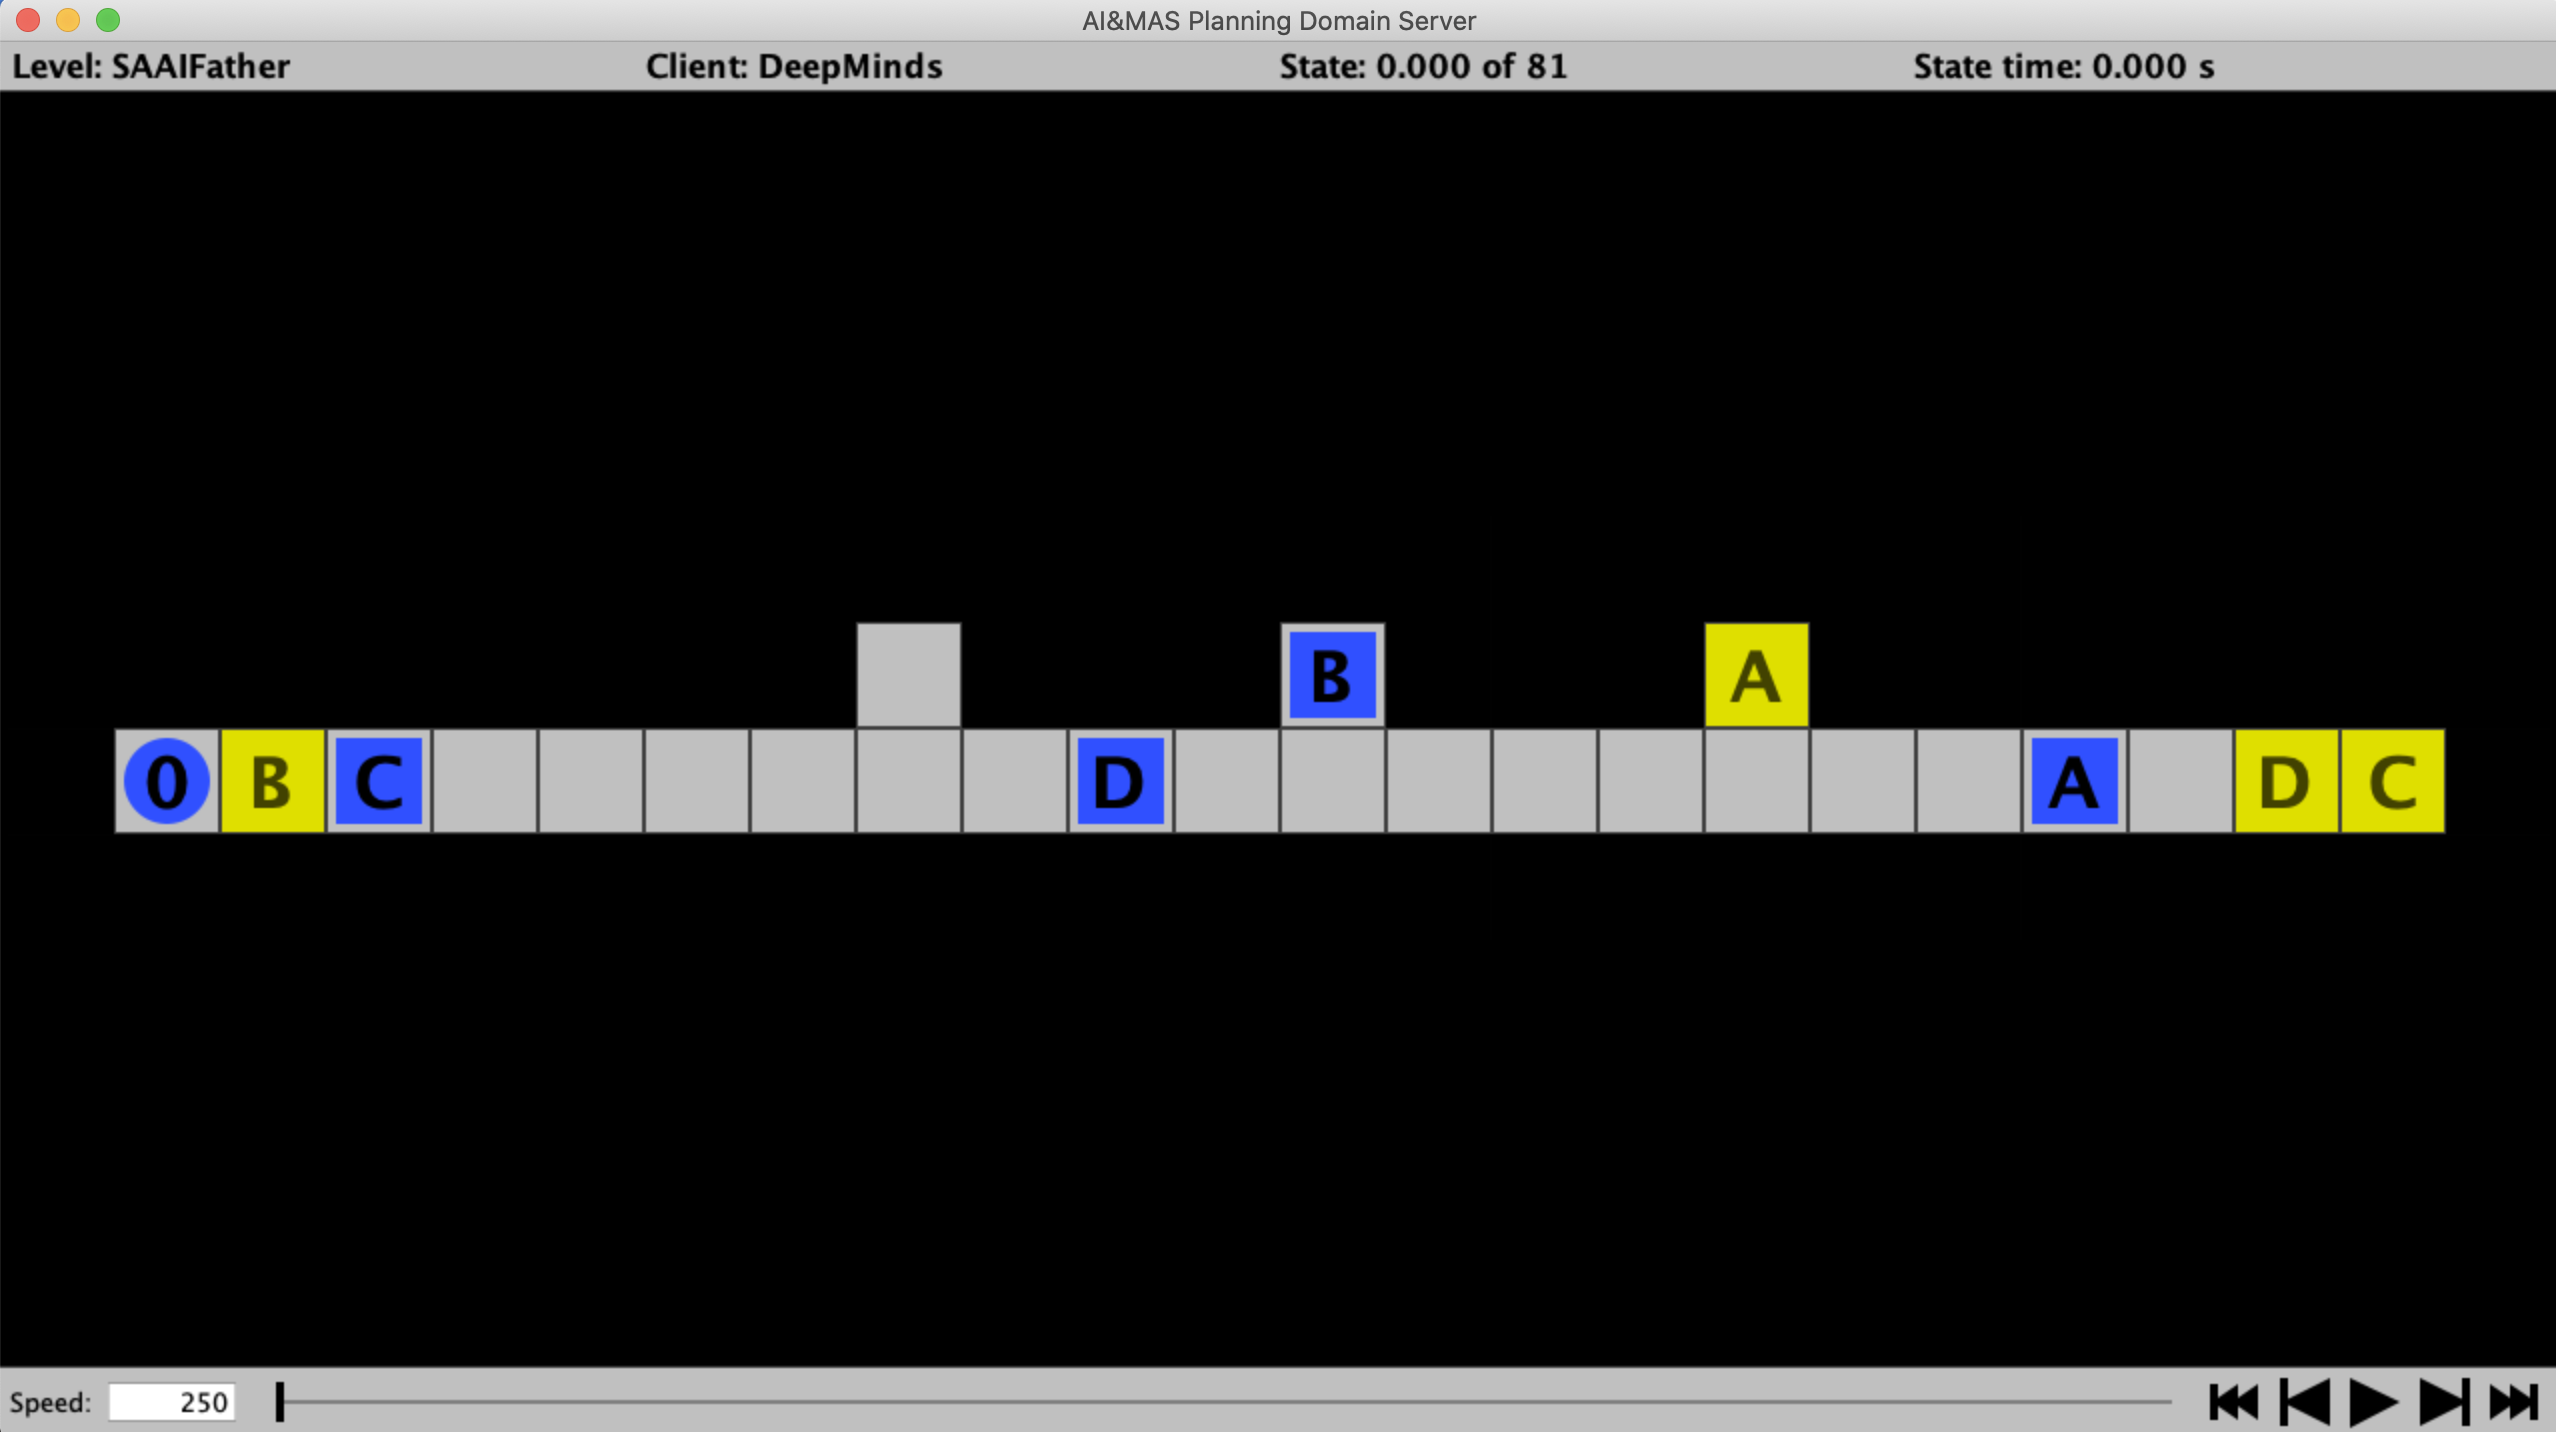 AI&MAS Planning Domain Server
Level: SAAIFather Client: DeepMinds State: 0.000 of 81 State time: 0.000 s
B A
0 B C D A D C
Speed: 250